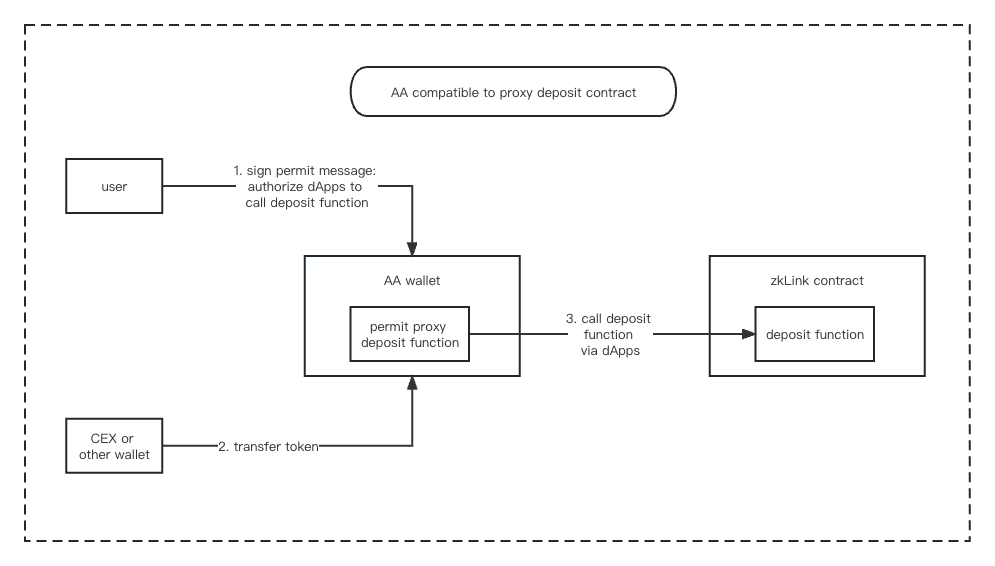 AA compatible to proxy deposit contract
user
1. sign permit message:
authorize dApps to
call deposit function
AA wallet
permit proxy
deposit function
3. call deposit
function
via dApps
zkLink contract
deposit function
CEX or
other wallet
2. transfer token